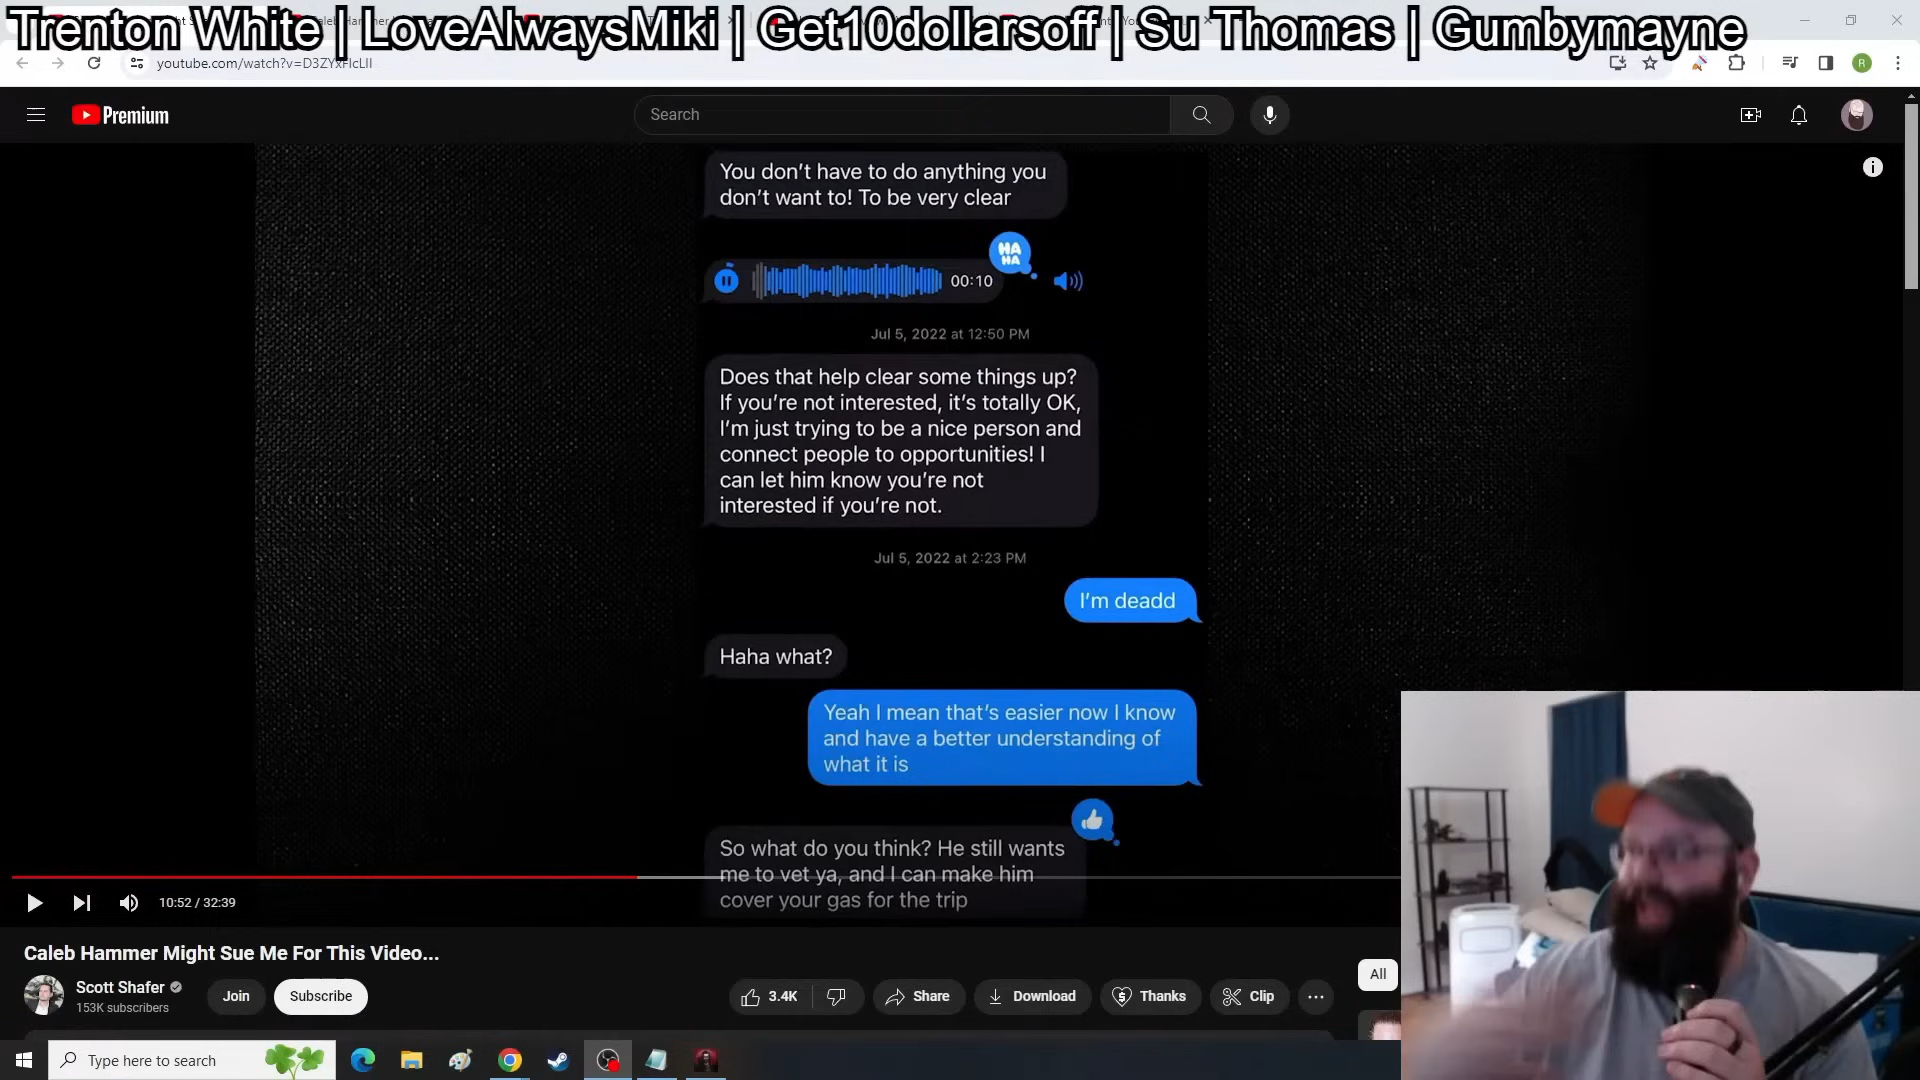 Trenton White | LoveAlwaysMiki | Get10dollarsoff | Su Thomas | Gumbymayne
youtube.com/watch?v=D3ZYxFIcLlI
Premium
Search
You don't have to do anything you
don't want to! To be very clear
HA
HA
00:10
Jul 5, 2022 at 12:50 PM
Does that help clear some things up?
If you're not interested, it's totally OK,
I'm just trying to be a nice person and
connect people to opportunities! I
can let him know you're not
interested if you're not.
Jul 5, 2022 at 2:23 PM
I'm deadd
Haha what?
Yeah I mean that's easier now I know
and have a better understanding of
what it is
So what do you think? He still wants
me to vet ya, and I can make him
cover your gas for the trip
10:52 / 32:39
Caleb Hammer Might Sue Me For This Video...
Scott Shafer
153K subscribers
Join
Subscribe
3.4K
Share
Download
Thanks
Clip
All
Type here to search